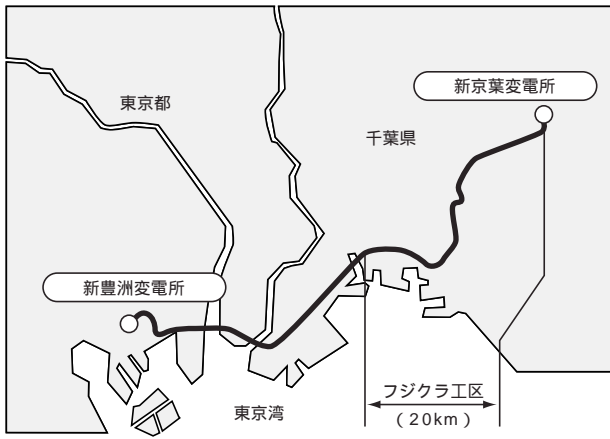 新京葉変電所
東京都
千葉県
新豊洲変電所
フジクラ工区
(20km)
東京湾